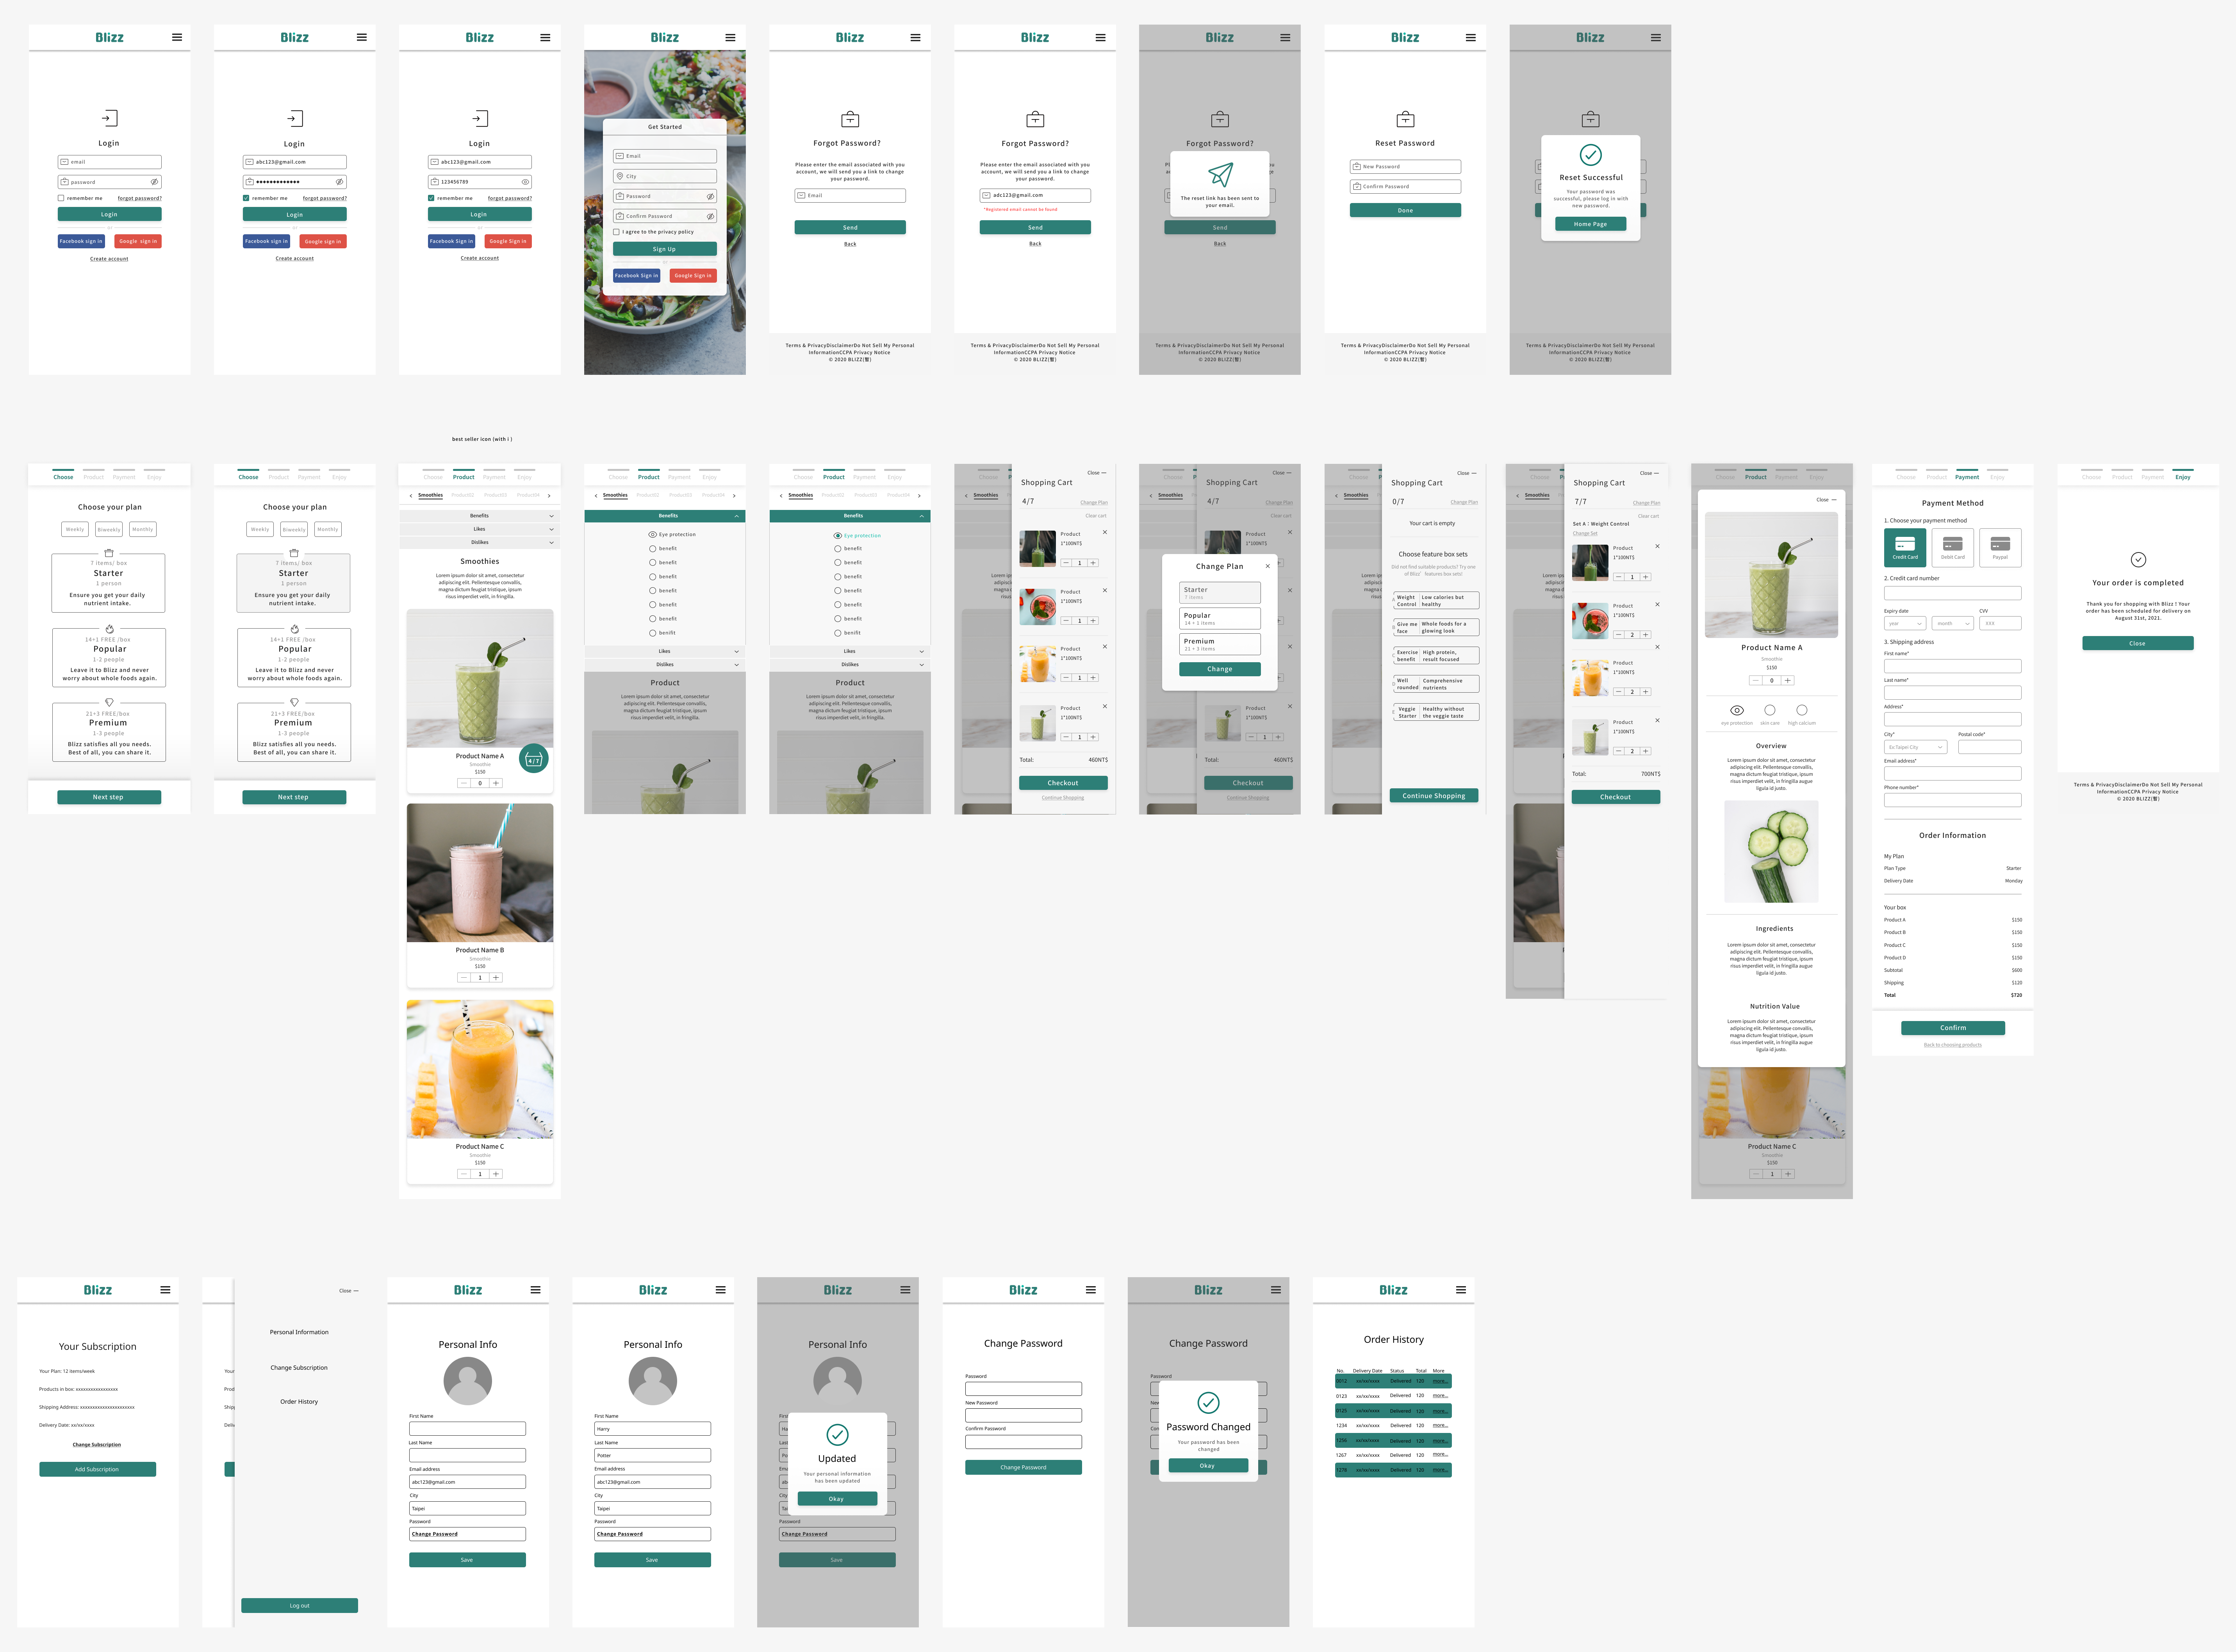 Blizz
Login
email
password
remember me
forgot password?
Login
Facebook sign in
Google sign in
Create account
Blizz
Login
abc123@gmail.com
remember me
forgot password?
Login
Facebook sign in
Google sign in
Create account
Blizz
Login
abc123@gmail.com
123456789
remember me
forgot password?
Login
Facebook Sign in
Google Sign in
Create account
Blizz
Get Started
Email
City
Password
Confirm Password
I agree to the privacy policy
Sign Up
Facebook Sign in
Google Sign in
Blizz
Forgot Password?
Please enter the email associated with you
account, we will send you a link to change
your password.
Email
Send
Back
Terms & PrivacyDisclaimerDo Not Sell My Personal
InformationCCPA Privacy Notice
Blizz
Forgot Password?
Please enter the email associated with you
account, we will send you a link to change
your password.
adc123@gmail.com
*Registered email cannot be found
Send
Back
Terms & PrivacyDisclaimerDo Not Sell My Personal
InformationCCPA Privacy Notice
Blizz
Forgot Password?
The reset link has been sent to
your email.
Send
Back
Terms & PrivacyDisclaimerDo Not Sell My Personal
InformationCCPA Privacy Notice
Blizz
Reset Password
New Password
Confirm Password
Done
Terms & PrivacyDisclaimerDo Not Sell My Personal
InformationCCPA Privacy Notice
Blizz
Reset Successful
Your password was
successful, please log in with
new password.
Home Page
Terms & PrivacyDisclaimerDo Not Sell My Personal
InformationCCPA Privacy Notice
best seller icon (with i )
Choose Product Payment Enjoy
Choose your plan
Weekly Biweekly Monthly
7 items/ box
Starter
1 person
Ensure you get your daily
nutrient intake.
14+1 FREE /box
Popular
1-2 people
Leave it to Blizz and never
worry about whole foods again.
21+3 FREE/box
Premium
1-3 people
Blizz satisfies all you needs.
Best of all, you can share it.
Next step
Choose Product Payment Enjoy
Choose your plan
Weekly Biweekly Monthly
7 items/ box
Starter
1 person
Ensure you get your daily
nutrient intake.
14+1 FREE /box
Popular
1-2 people
Leave it to Blizz and never
worry about whole foods again.
21+3 FREE/box
Premium
1-3 people
Blizz satisfies all you needs.
Best of all, you can share it.
Next step
Choose Product Payment Enjoy
Smoothies Product02 Product03 Product04
Benefits
Likes
Dislikes
Smoothies
Lorem ipsum dolor sit amet, consectetur
adipiscing elit. Pellentesque convallis,
magna dictum feugiat tristique, ipsum
risus imperdiet velit, in fringilla.
Product Name A
Smoothie
$150
0
4/7
Product Name B
Smoothie
$150
1
Product Name C
Smoothie
$150
1
Choose Product Payment Enjoy
Smoothies Product02 Product03 Product04
Benefits
Eye protection
benefit
benefit
benefit
benefit
benefit
benefit
benifit
Likes
Dislikes
Product
Lorem ipsum dolor sit amet, consectetur
adipiscing elit. Pellentesque convallis,
magna dictum feugiat tristique, ipsum
risus imperdiet velit, in fringilla.
Choose Product Payment Enjoy
Smoothies Product02 Product03 Product04
Benefits
Eye protection
benefit
benefit
benefit
benefit
benefit
benefit
benifit
Likes
Dislikes
Product
Lorem ipsum dolor sit amet, consectetur
adipiscing elit. Pellentesque convallis,
magna dictum feugiat tristique, ipsum
risus imperdiet velit, in fringilla.
Choose
Smoothies
Close
Shopping Cart
4/7
Change Plan
Clear cart
Product
1*100NT$
1
Product
1*100NT$
1
Product
1*100NT$
1
Product
1*100NT$
1
Total: 460NT$
Checkout
Continue Shopping
Choose
Smoothies
Close
Shopping Cart
4/7
Change Plan
Clear cart
Product
Change Plan
Starter
7 items
Popular
14 + 1 items
Premium
21 + 3 items
Change
Product
1*100NT$
1
Total: 460NT$
Checkout
Continue Shopping
Choose
Smoothies
Close
Shopping Cart
0/7
Change Plan
Your cart is empty
Choose feature box sets
Did not find suitable products? Try one
of Blizz' features box sets!
Weight Control
Low calories but healthy
Give me face
Whole foods for a glowing look
Exercise benefit
High protein, result focused
Well rounded
Comprehensive nutrients
Veggie Starter
Healthy without the veggie taste
Continue Shopping
Choose
Smoothies
Close
Shopping Cart
7/7
Change Plan
Clear cart
Set A : Weight Control
Change Set
Product
1*100NT$
1
Product
1*100NT$
2
Product
1*100NT$
2
Product
1*100NT$
2
Total: 700NT$
Checkout
Choose Product Payment Enjoy
Close
Product Name A
Smoothie
$150
0
eye protection skin care high calcium
Overview
Lorem ipsum dolor sit amet, consectetur
adipiscing elit. Pellentesque convallis,
magna dictum feugiat tristique, ipsum
risus imperdiet velit, in fringilla augue
ligula id justo.
Ingredients
Lorem ipsum dolor sit amet, consectetur
adipiscing elit. Pellentesque convallis,
magna dictum feugiat tristique, ipsum
risus imperdiet velit, in fringilla augue
ligula id justo.
Nutrition Value
Lorem ipsum dolor sit amet, consectetur
adipiscing elit. Pellentesque convallis,
magna dictum feugiat tristique, ipsum
risus imperdiet velit, in fringilla augue
ligula id justo.
Product Name C
Smoothie
$150
1
Choose Product Payment Enjoy
Payment Method
1. Choose your payment method
Credit Card Debit Card Paypal
2. Credit card number
Expiry date CVV
year month XXX
3. Shipping address
First name*
Last name*
Address*
City* Postal code*
Ex:Taipei City
Email address*
Phone number*
Order Information
My Plan
Plan Type Starter
Delivery Date Monday
Your box
Product A $150
Product B $150
Product C $150
Product D $150
Subtotal $600
Shipping $120
Total $720
Confirm
Back to choosing products
Choose Product Payment Enjoy
Your order is completed
Thank you for shopping with Blizz ! Your
order has been scheduled for delivery on
August 31st, 2021.
Close
Terms & PrivacyDisclaimerDo Not Sell My Personal
InformationCCPA Privacy Notice
Blizz
Your Subscription
Your Plan: 12 items/week
Products in box: xxxxxxxxxxxxxxxxx
Shipping Address: xxxxxxxxxxxxxxxxxxxxxx
Delivery Date: xx/xx/xxxx
Change Subscription
Add Subscription
Close
Personal Information
Change Subscription
Order History
Log out
Blizz
Personal Info
First Name
Last Name
Email address
abc123@gmail.com
City
Taipei
Password
Change Password
Save
Blizz
Personal Info
First Name
Harry
Last Name
Potter
Email address
abc123@gmail.com
City
Taipei
Password
Change Password
Save
Blizz
Personal Info
Updated
Your personal information
has been updated
Okay
Password
Change Password
Save
Blizz
Change Password
Password
New Password
Confirm Password
Change Password
Blizz
Change Password
Password
Password Changed
Your password has been
changed
Okay
Blizz
Order History
No. Delivery Date Status Total More
0012 xx/xx/xxxx Delivered 120 more...
0123 xx/xx/xxxx Delivered 120 more...
0125 xx/xx/xxxx Delivered 120 more...
1234 xx/xx/xxxx Delivered 120 more...
1256 xx/xx/xxxx Delivered 120 more...
1267 xx/xx/xxxx Delivered 120 more...
1278 xx/xx/xxxx Delivered 120 more...